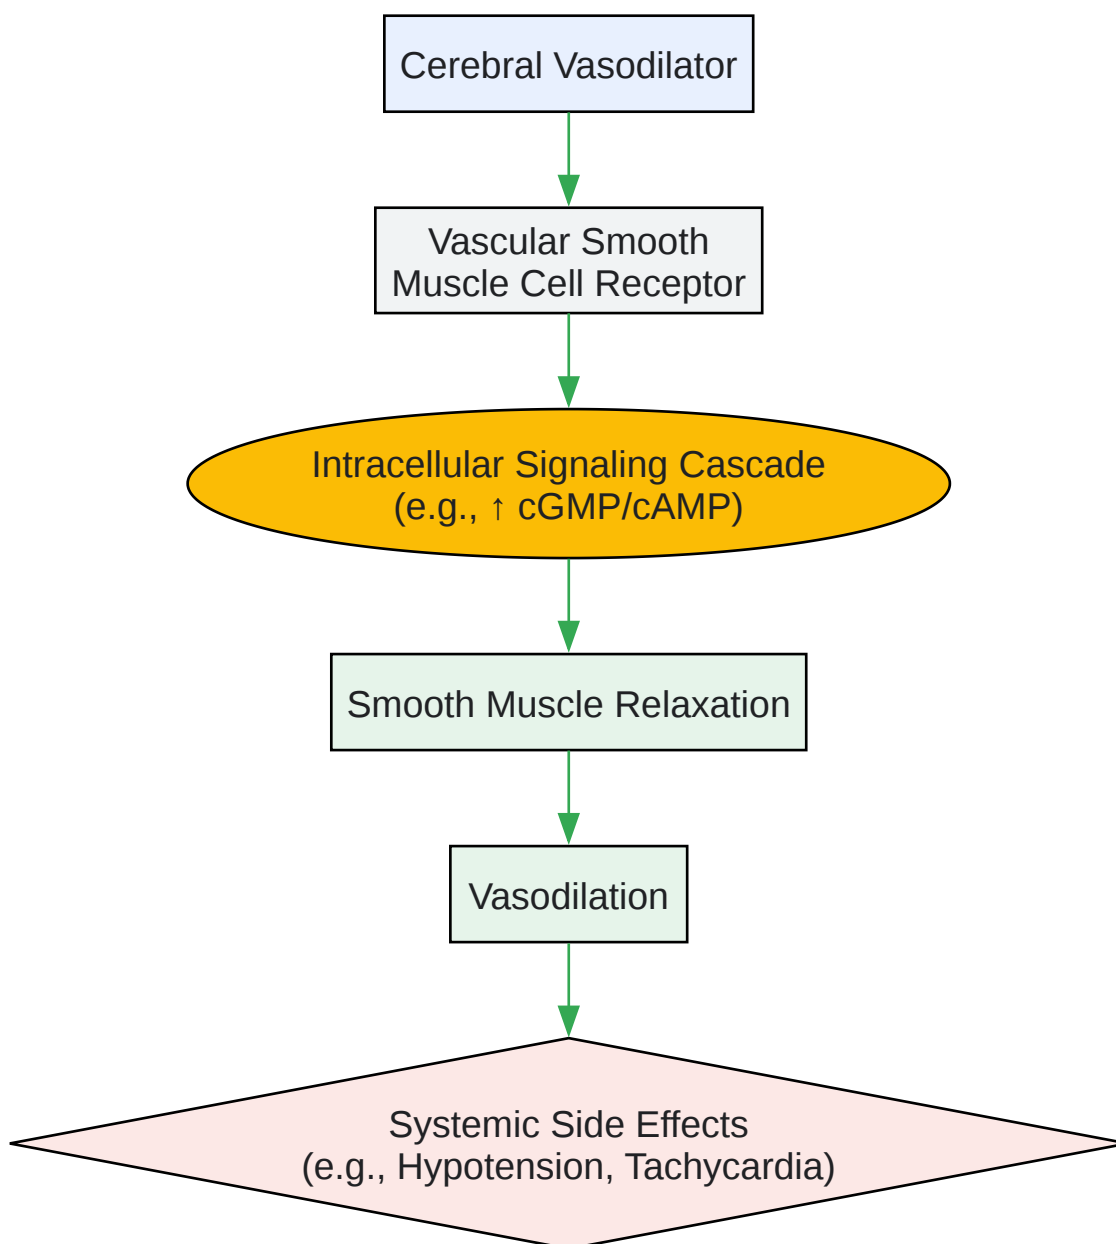 Cerebral Vasodilator
Vascular Smooth
Muscle Cell Receptor
Intracellular Signaling Cascade
(e.g., ↑ cGMP/cAMP)
Smooth Muscle Relaxation
Vasodilation
Systemic Side Effects
(e.g., Hypotension, Tachycardia)